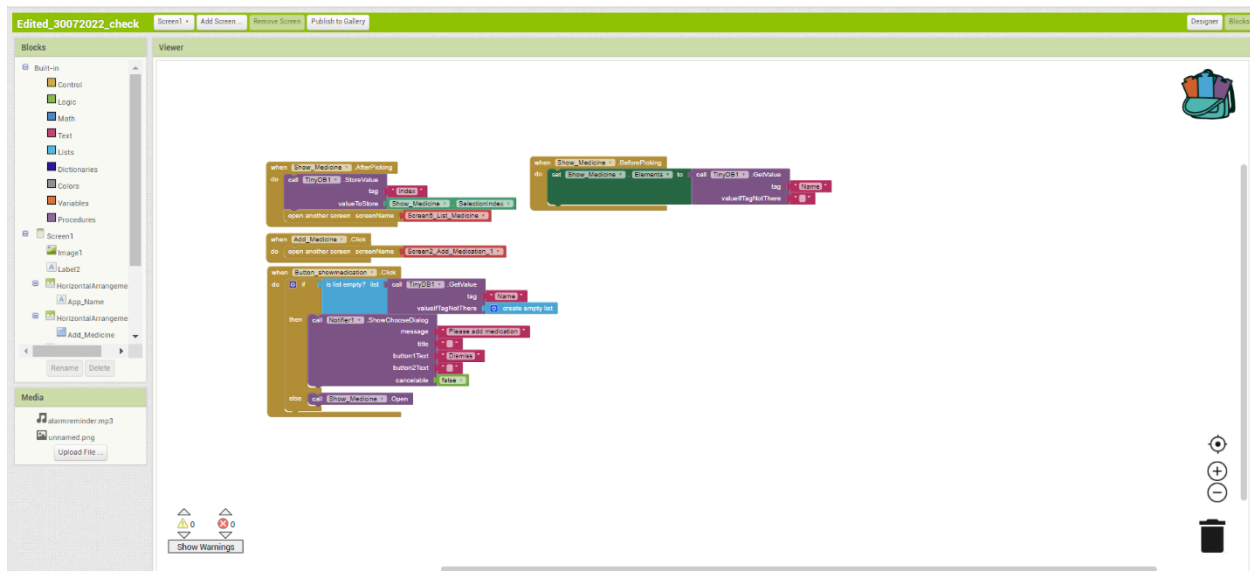 Edited_30072022_check
Screen1
Add Screen ...
Remove Screen
Publish to Gallery
Designer
Blocks
Blocks
Viewer
Built-in
Control
Logic
Math
Text
Lists
Dictionaries
Colors
Variables
Procedures
Screen1
Image1
Label2
HorizontalArrangeme
App_Name
HorizontalArrangeme
Add_Medicine
Rename
Delete
Media
alarmreminder.mp3
unnamed.png
Upload File ...
when Show_Medicine .AfterPicking
do call TinyDB1 .StoreValue
tag " Index "
valueToStore Show_Medicine . SelectionIndex
open another screen screenName Screen5_List_Medicine
when Show_Medicine .BeforePicking
do set Show_Medicine . Elements to call TinyDB1 .GetValue
tag " Name "
valueIfTagNotThere " "
when Add_Medicine .Click
do open another screen screenName Screen2_Add_Medication_1
when Button_showmedication .Click
do if is list empty? list call TinyDB1 .GetValue
tag " Name "
valueIfTagNotThere create empty list
then call Notifier1 .ShowChooseDialog
message " Please add medication "
title " "
button1Text " Dismiss "
button2Text " "
cancelable false
else call Show_Medicine .Open
0
0
Show Warnings